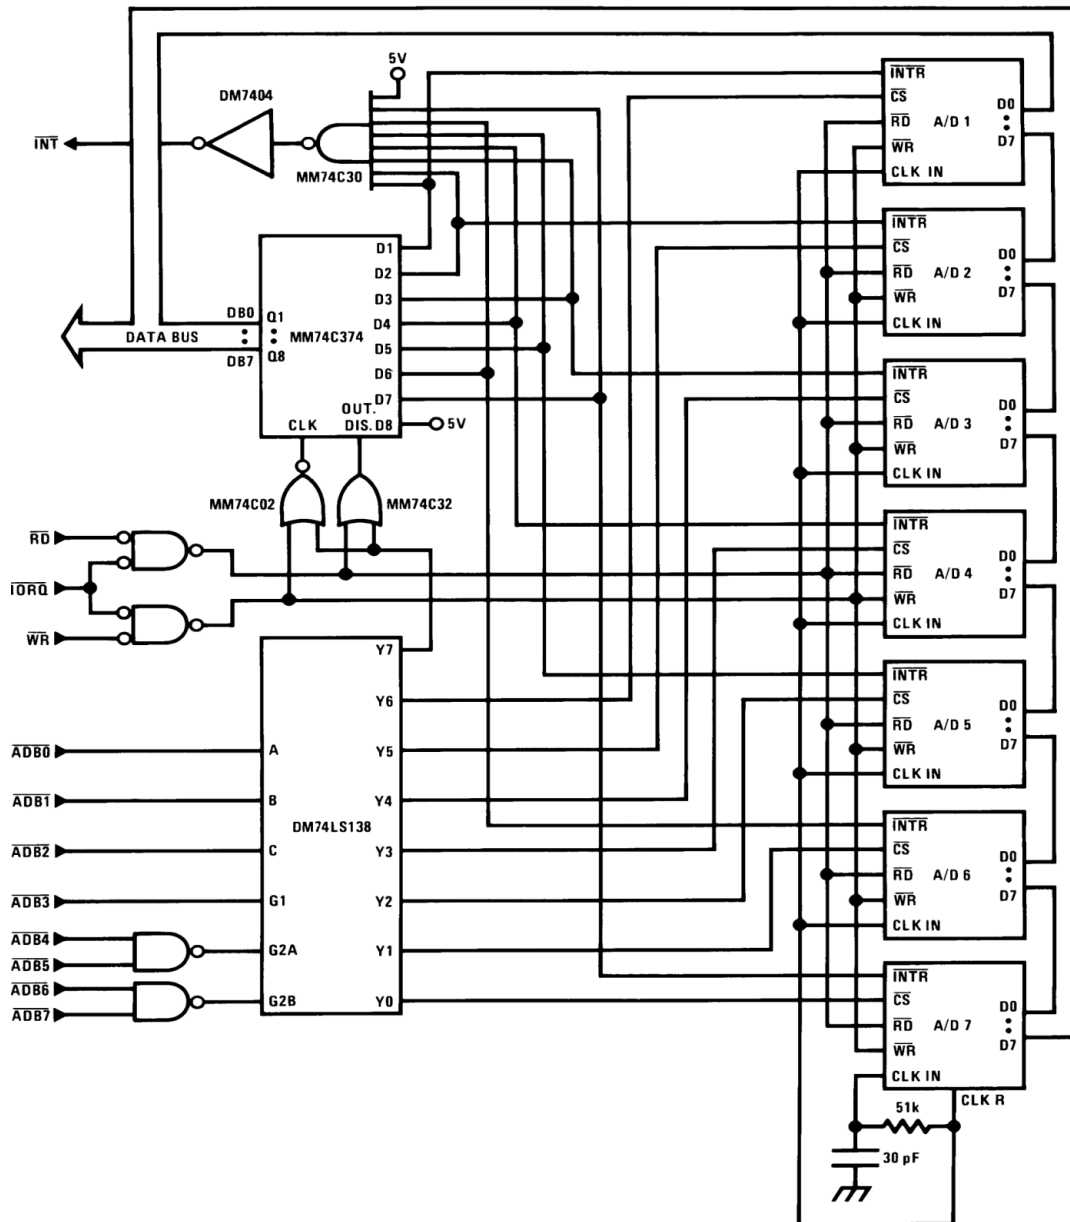 5V
DM7404
INT
MM74C30
D1
D2
D3
D4
D5
D6
D7
OUT.
DIS. D8
5V
MM74C374
DB0 Q1
DB7 Q8
DATA BUS
CLK
MM74C02
MM74C32
RD
IORQ
WR
ADB0
ADB1
ADB2
ADB3
ADB4
ADB5
ADB6
ADB7
A
B
C
G1
G2A
G2B
DM74LS138
Y7
Y6
Y5
Y4
Y3
Y2
Y1
Y0
INTR
CS
RD A/D 1
WR
CLK IN
D0
D7
INTR
CS
RD A/D 2
WR
CLK IN
D0
D7
INTR
CS
RD A/D 3
WR
CLK IN
D0
D7
INTR
CS
RD A/D 4
WR
CLK IN
D0
D7
INTR
CS
RD A/D 5
WR
CLK IN
D0
D7
INTR
CS
RD A/D 6
WR
CLK IN
D0
D7
INTR
CS
RD A/D 7
WR
CLK IN
D0
D7
CLK R
51k
30 pF